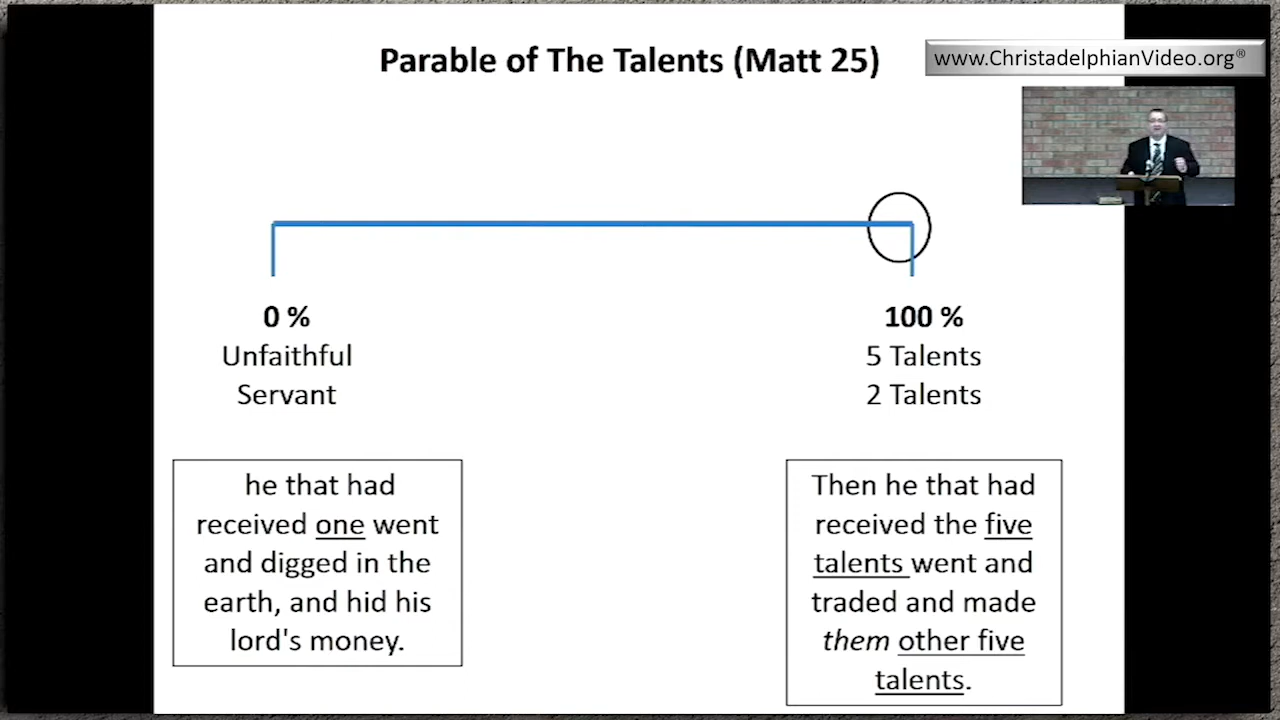 Parable of The Talents (Matt 25)
www.ChristadelphianVideo.org®
0 %
Unfaithful
Servant
100 %
5 Talents
2 Talents
he that had
received one went
and digged in the
earth, and hid his
lord's money.
Then he that had
received the five
talents went and
traded and made
them other five
talents.